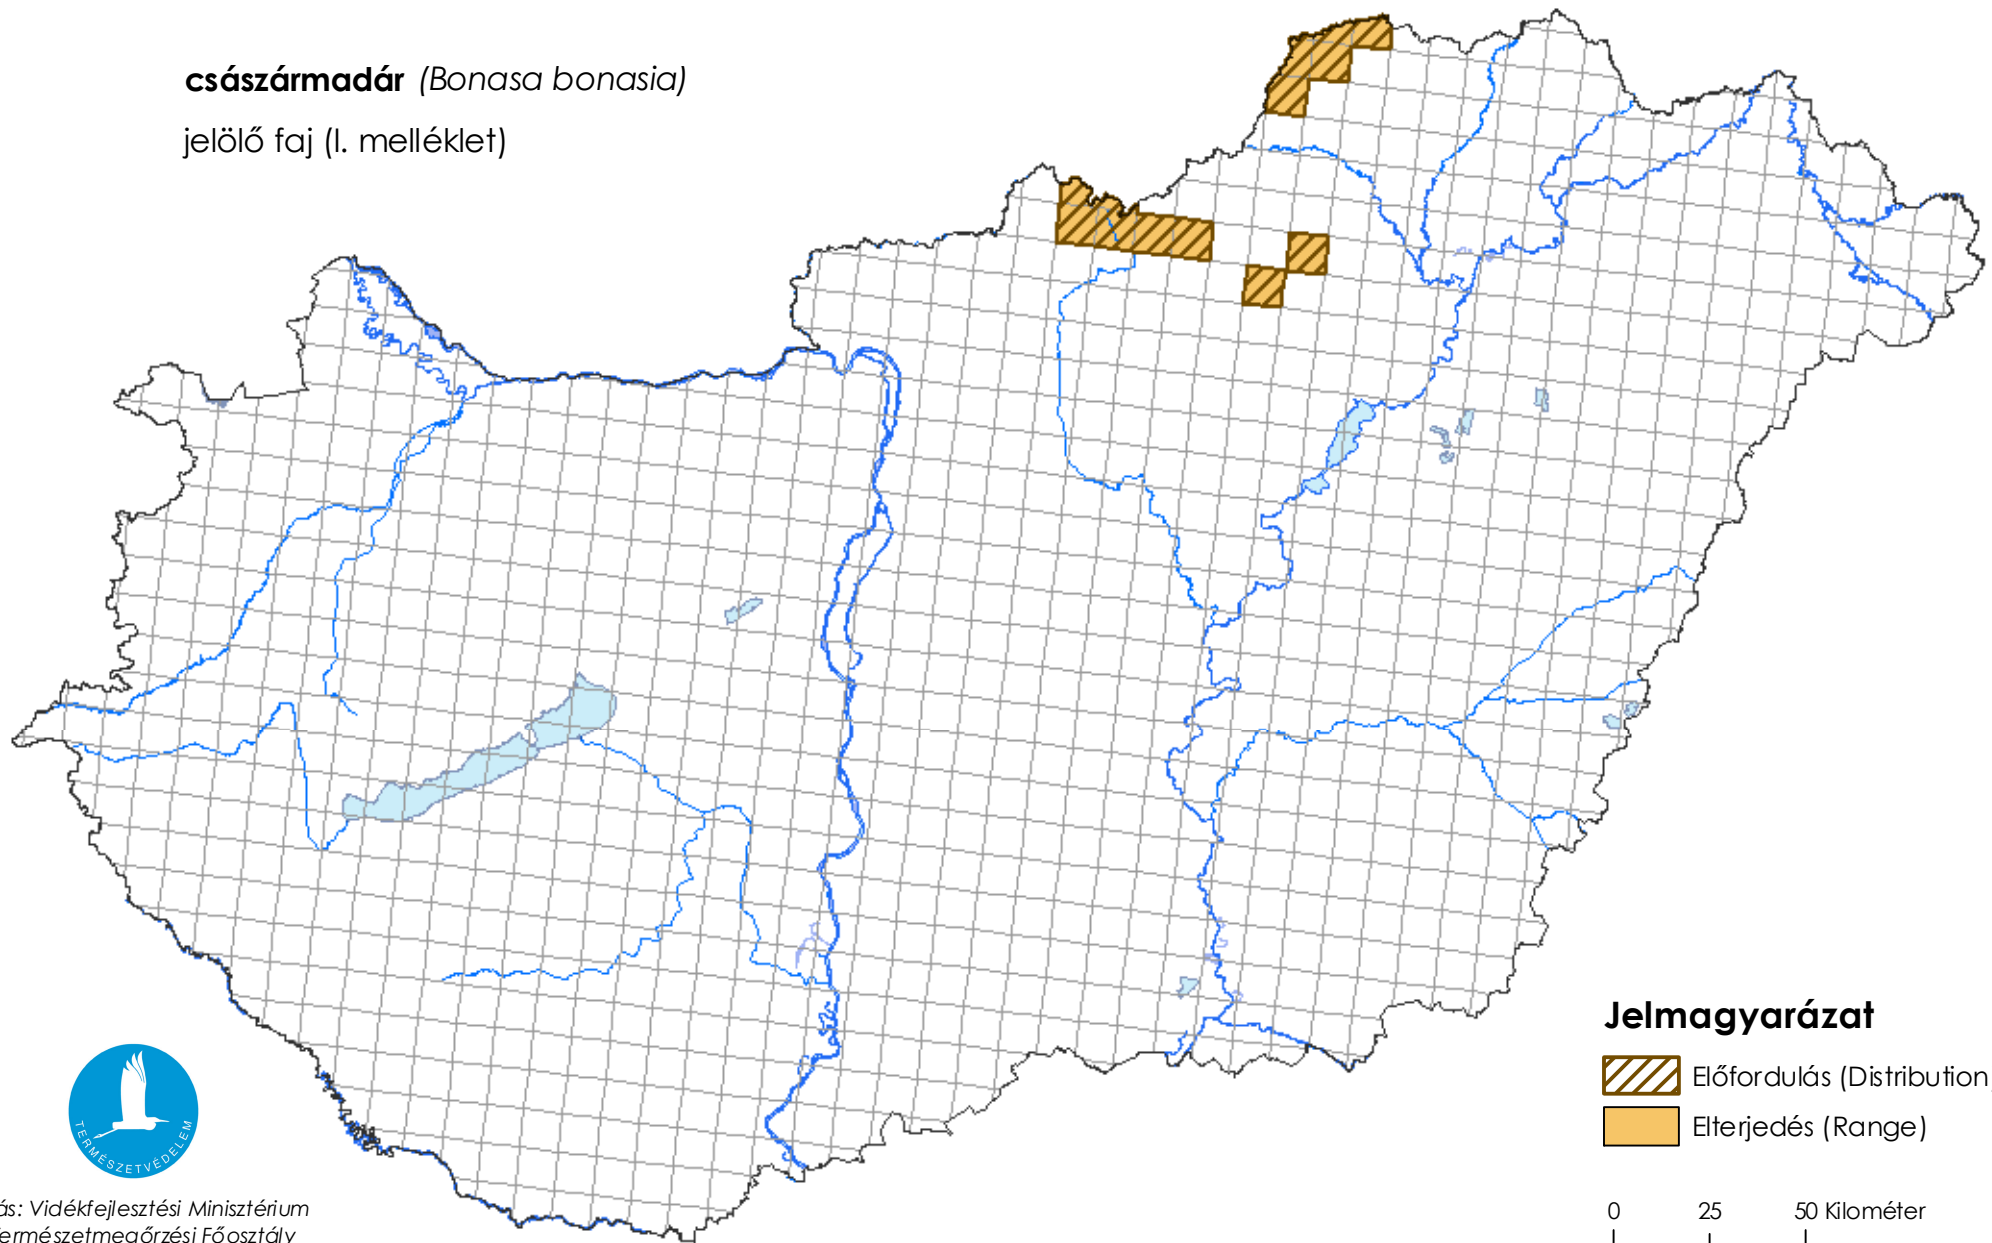 császármadár (Bonasa bonasia)
jelölő faj (I. melléklet)
Jelmagyarázat
Előfordulás (Distribution
Elterjedés (Range)
0 25 50 Kilométer
TERMÉSZETVÉDELEM
ás: Vidékfejlesztési Minisztérium
Természetmegőrzési Főosztály